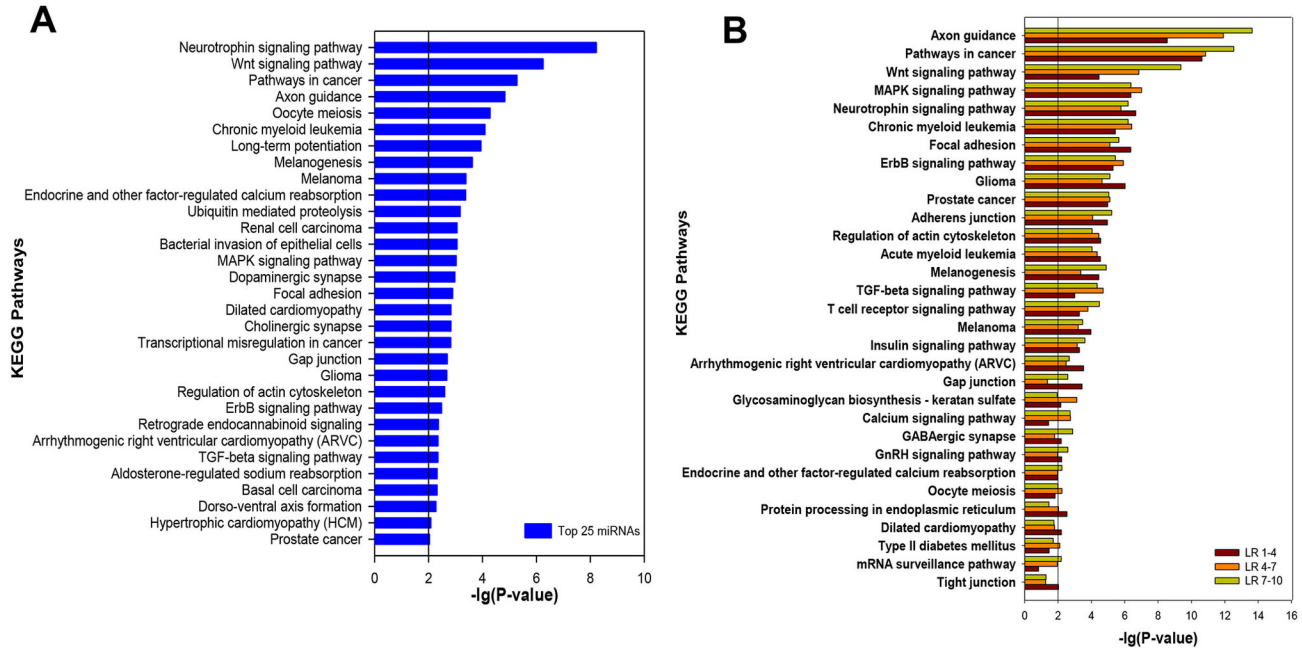 A
KEGG Pathways
Neurotrophin signaling pathway
Wnt signaling pathway
Pathways in cancer
Axon guidance
Oocyte meiosis
Chronic myeloid leukemia
Long-term potentiation
Melanogenesis
Melanoma
Endocrine and other factor-regulated calcium reabsorption
Ubiquitin mediated proteolysis
Renal cell carcinoma
Bacterial invasion of epithelial cells
MAPK signaling pathway
Dopaminergic synapse
Focal adhesion
Dilated cardiomyopathy
Cholinergic synapse
Transcriptional misregulation in cancer
Gap junction
Glioma
Regulation of actin cytoskeleton
ErbB signaling pathway
Retrograde endocannabinoid signaling
Arrhythmogenic right ventricular cardiomyopathy (ARVC)
TGF-beta signaling pathway
Aldosterone-regulated sodium reabsorption
Basal cell carcinoma
Dorso-ventral axis formation
Hypertrophic cardiomyopathy (HCM)
Prostate cancer
Top 25 miRNAs
0 2 4 6 8 10
-lg(P-value)
B
KEGG Pathways
Axon guidance
Pathways in cancer
Wnt signaling pathway
MAPK signaling pathway
Neurotrophin signaling pathway
Chronic myeloid leukemia
Focal adhesion
ErbB signaling pathway
Glioma
Prostate cancer
Adherens junction
Regulation of actin cytoskeleton
Acute myeloid leukemia
Melanogenesis
TGF-beta signaling pathway
T cell receptor signaling pathway
Melanoma
Insulin signaling pathway
Arrhythmogenic right ventricular cardiomyopathy (ARVC)
Gap junction
Glycosaminoglycan biosynthesis - keratan sulfate
Calcium signaling pathway
GABAergic synapse
GnRH signaling pathway
Endocrine and other factor-regulated calcium reabsorption
Oocyte meiosis
Protein processing in endoplasmic reticulum
Dilated cardiomyopathy
Type II diabetes mellitus
mRNA surveillance pathway
Tight junction
LR 1-4
LR 4-7
LR 7-10
0 2 4 6 8 10 12 14 16
-lg(P-value)